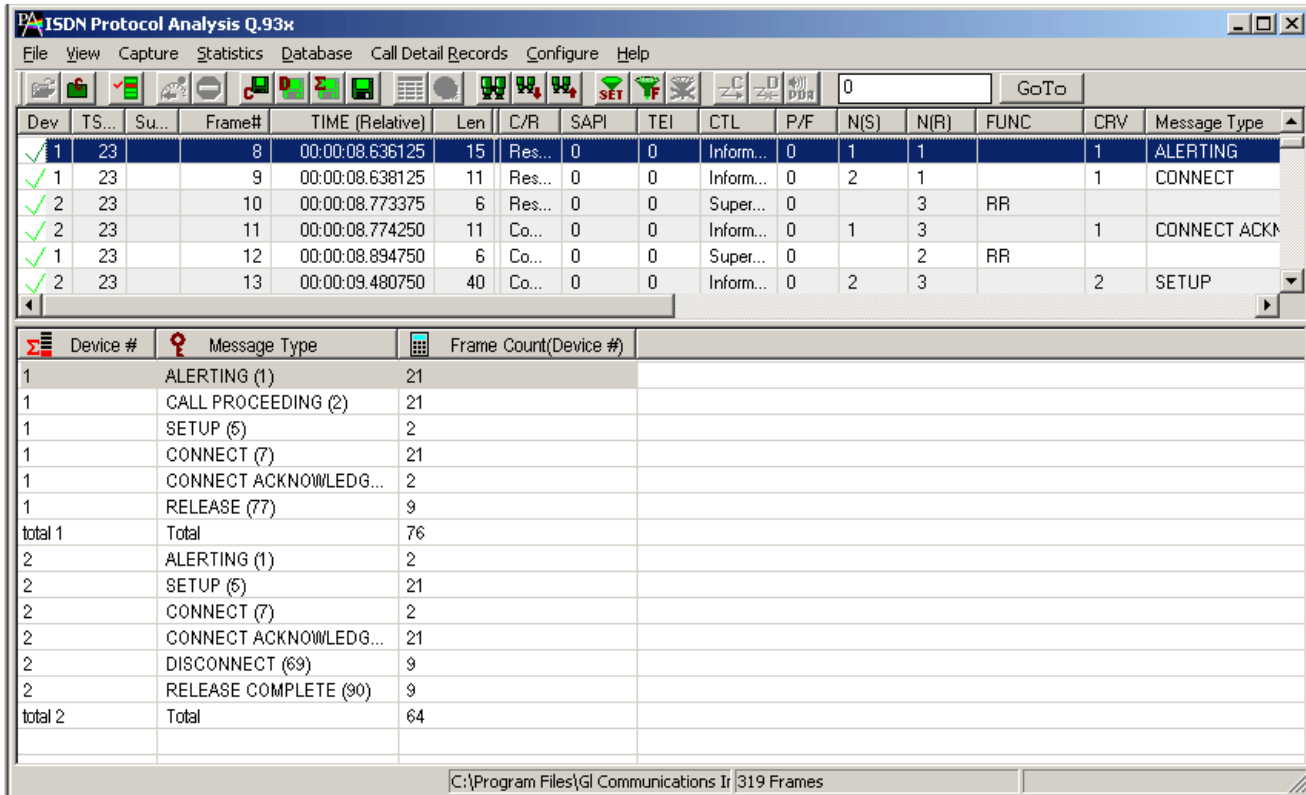 PA ISDN Protocol Analysis Q.93x
File View Capture Statistics Database Call Detail Records Configure Help
C D Σ SET F C D PDA 0 GoTo
Dev TS... Su... Frame# TIME (Relative) Len C/R SAPI TEI CTL P/F N(S) N(R) FUNC CRV Message Type
1 23 8 00:00:08.636125 15 Res... 0 0 Inform... 0 1 1 1 ALERTING
1 23 9 00:00:08.638125 11 Res... 0 0 Inform... 0 2 1 1 CONNECT
2 23 10 00:00:08.773375 6 Res... 0 0 Super... 0 3 RR
2 23 11 00:00:08.774250 11 Co... 0 0 Inform... 0 1 3 1 CONNECT ACKN
1 23 12 00:00:08.894750 6 Co... 0 0 Super... 0 2 RR
2 23 13 00:00:09.480750 40 Co... 0 0 Inform... 0 2 3 2 SETUP
Σ Device # Message Type Frame Count(Device #)
1 ALERTING (1) 21
1 CALL PROCEEDING (2) 21
1 SETUP (5) 2
1 CONNECT (7) 21
1 CONNECT ACKNOWLEDG... 2
1 RELEASE (77) 9
total 1 Total 76
2 ALERTING (1) 2
2 SETUP (5) 21
2 CONNECT (7) 2
2 CONNECT ACKNOWLEDG... 21
2 DISCONNECT (69) 9
2 RELEASE COMPLETE (90) 9
total 2 Total 64
C:\Program Files\Gl Communications In 319 Frames